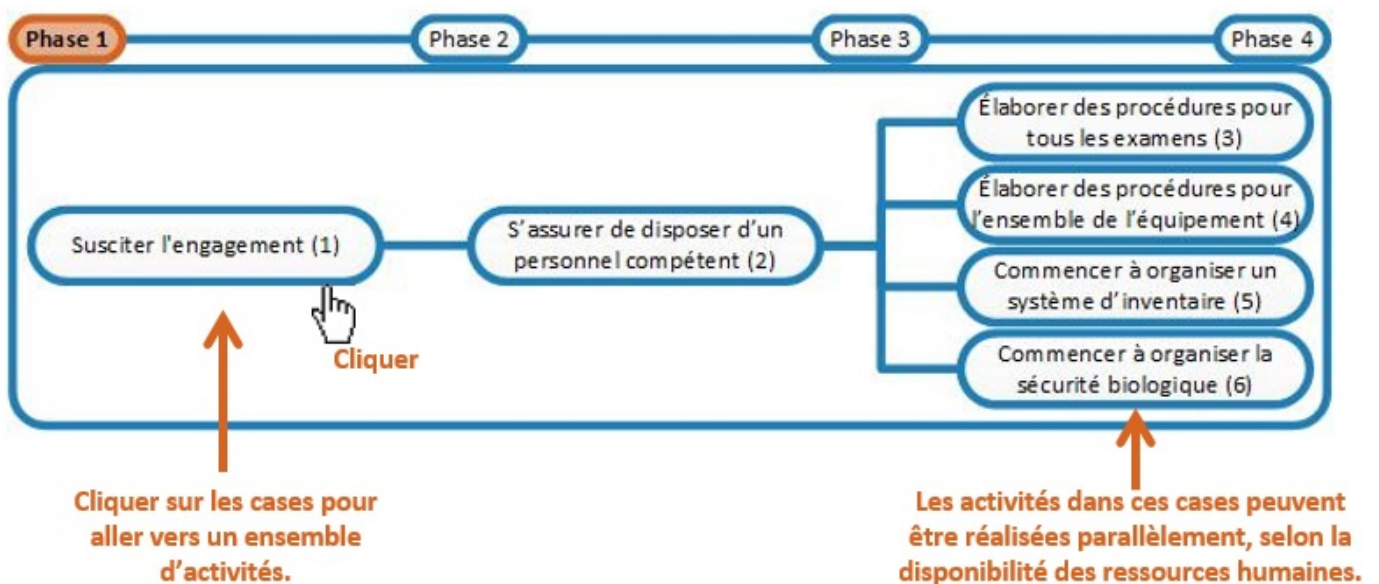 Phase 1
Phase 2
Phase 3
Phase 4
Élaborer des procédures pour
tous les examens (3)
Élaborer des procédures pour
l'ensemble de l'équipement (4)
Susciter l'engagement (1)
S'assurer de disposer d'un
personnel compétent (2)
Commencer à organiser un
système d'inventaire (5)
Commencer à organiser la
sécurité biologique (6)
Cliquer
Cliquer sur les cases pour
aller vers un ensemble
d'activités.
Les activités dans ces cases peuvent
être réalisées parallèlement, selon la
disponibilité des ressources humaines.